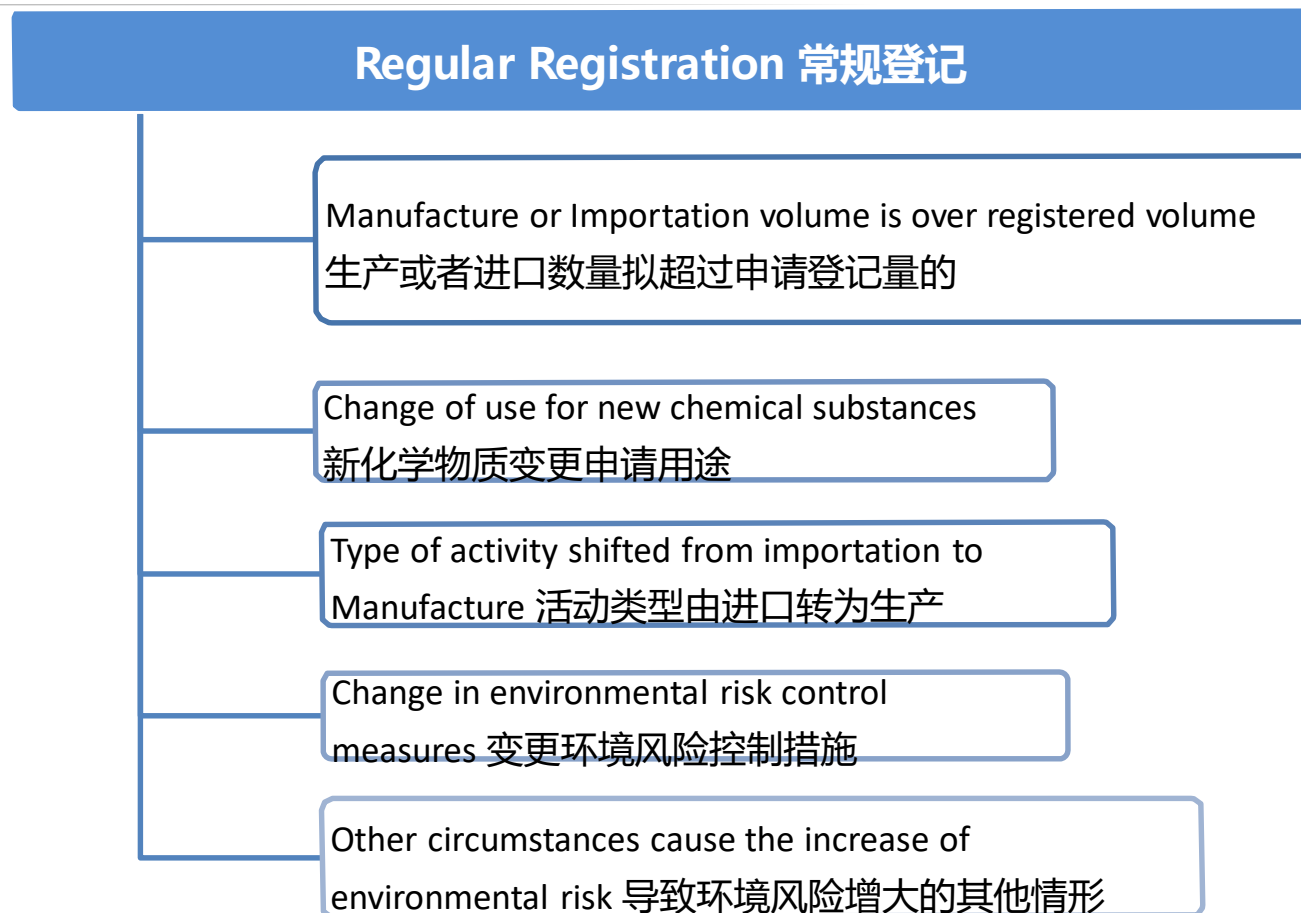 Regular Registration 常规登记
Manufacture or Importation volume is over registered volume
生产或者进口数量拟超过申请登记量的
Change of use for new chemical substances
新化学物质变更申请用途
Type of activity shifted from importation to
Manufacture 活动类型由进口转为生产
Change in environmental risk control
measures 变更环境风险控制措施
Other circumstances cause the increase of
environmental risk 导致环境风险增大的其他情形